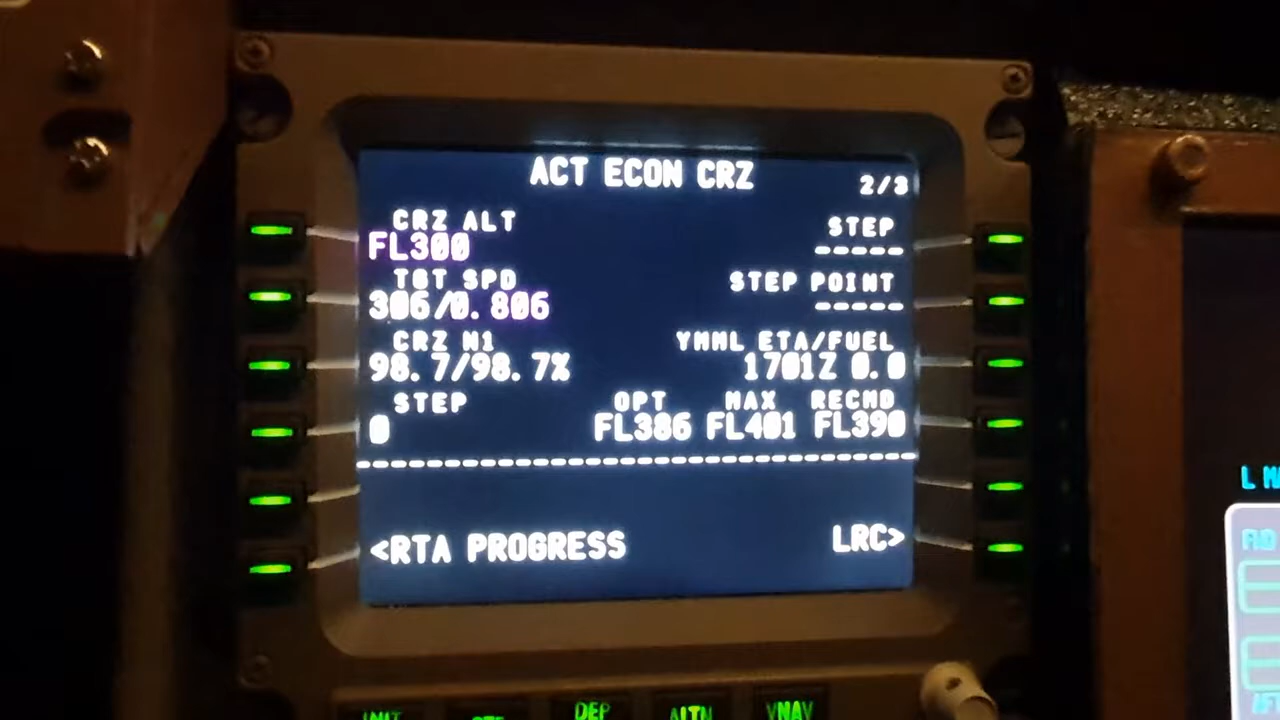 ACT ECON CRZ 2/3
CRZ ALT STEP
FL300 -----
TGT SPD STEP POINT
306/0.806 -----
CRZ N1 YMML ETA/FUEL
98.7/98.7% 1701Z 0.0
STEP OPT MAX RECMD
0 FL386 FL401 FL390
<RTA PROGRESS LRC>
INIT DEP ALTN VNAV